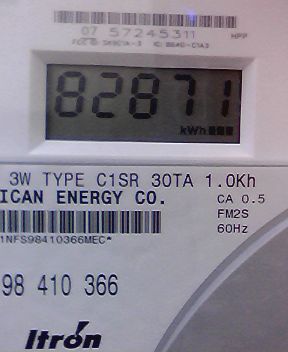 07 57245311 HPP
82871
kWh
3W TYPE C1SR 30TA 1.0Kh
ICAN ENERGY CO. CA 0.5
FM2S
60Hz
1NFS98410366MEC*
98 410 366
Itron